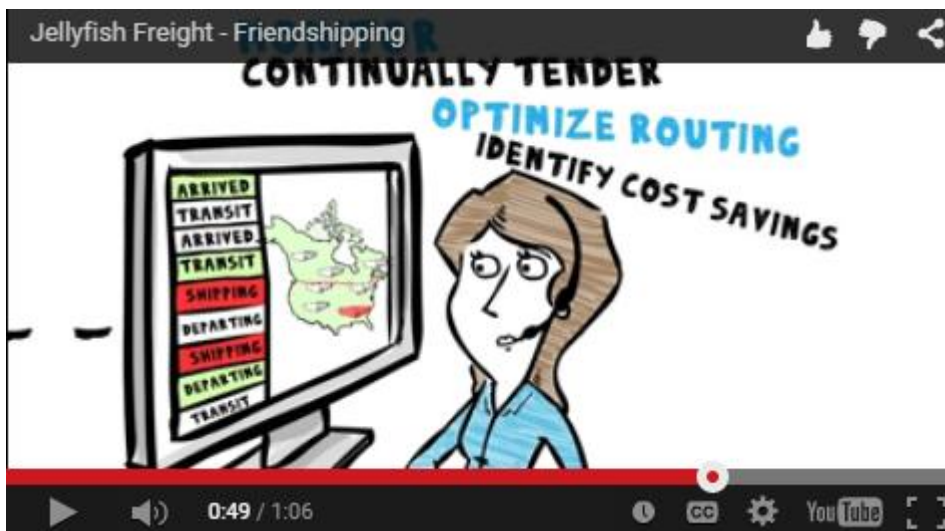 Jellyfish Freight - Friendshipping
MONITOR
CONTINUALLY TENDER
OPTIMIZE ROUTING
IDENTIFY COST SAVINGS
ARRIVED
TRANSIT
ARRIVED
TRANSIT
SHIPPING
DEPARTING
SHIPPING
DEPARTING
TRANSIT
0:49 / 1:06
CC
YouTube